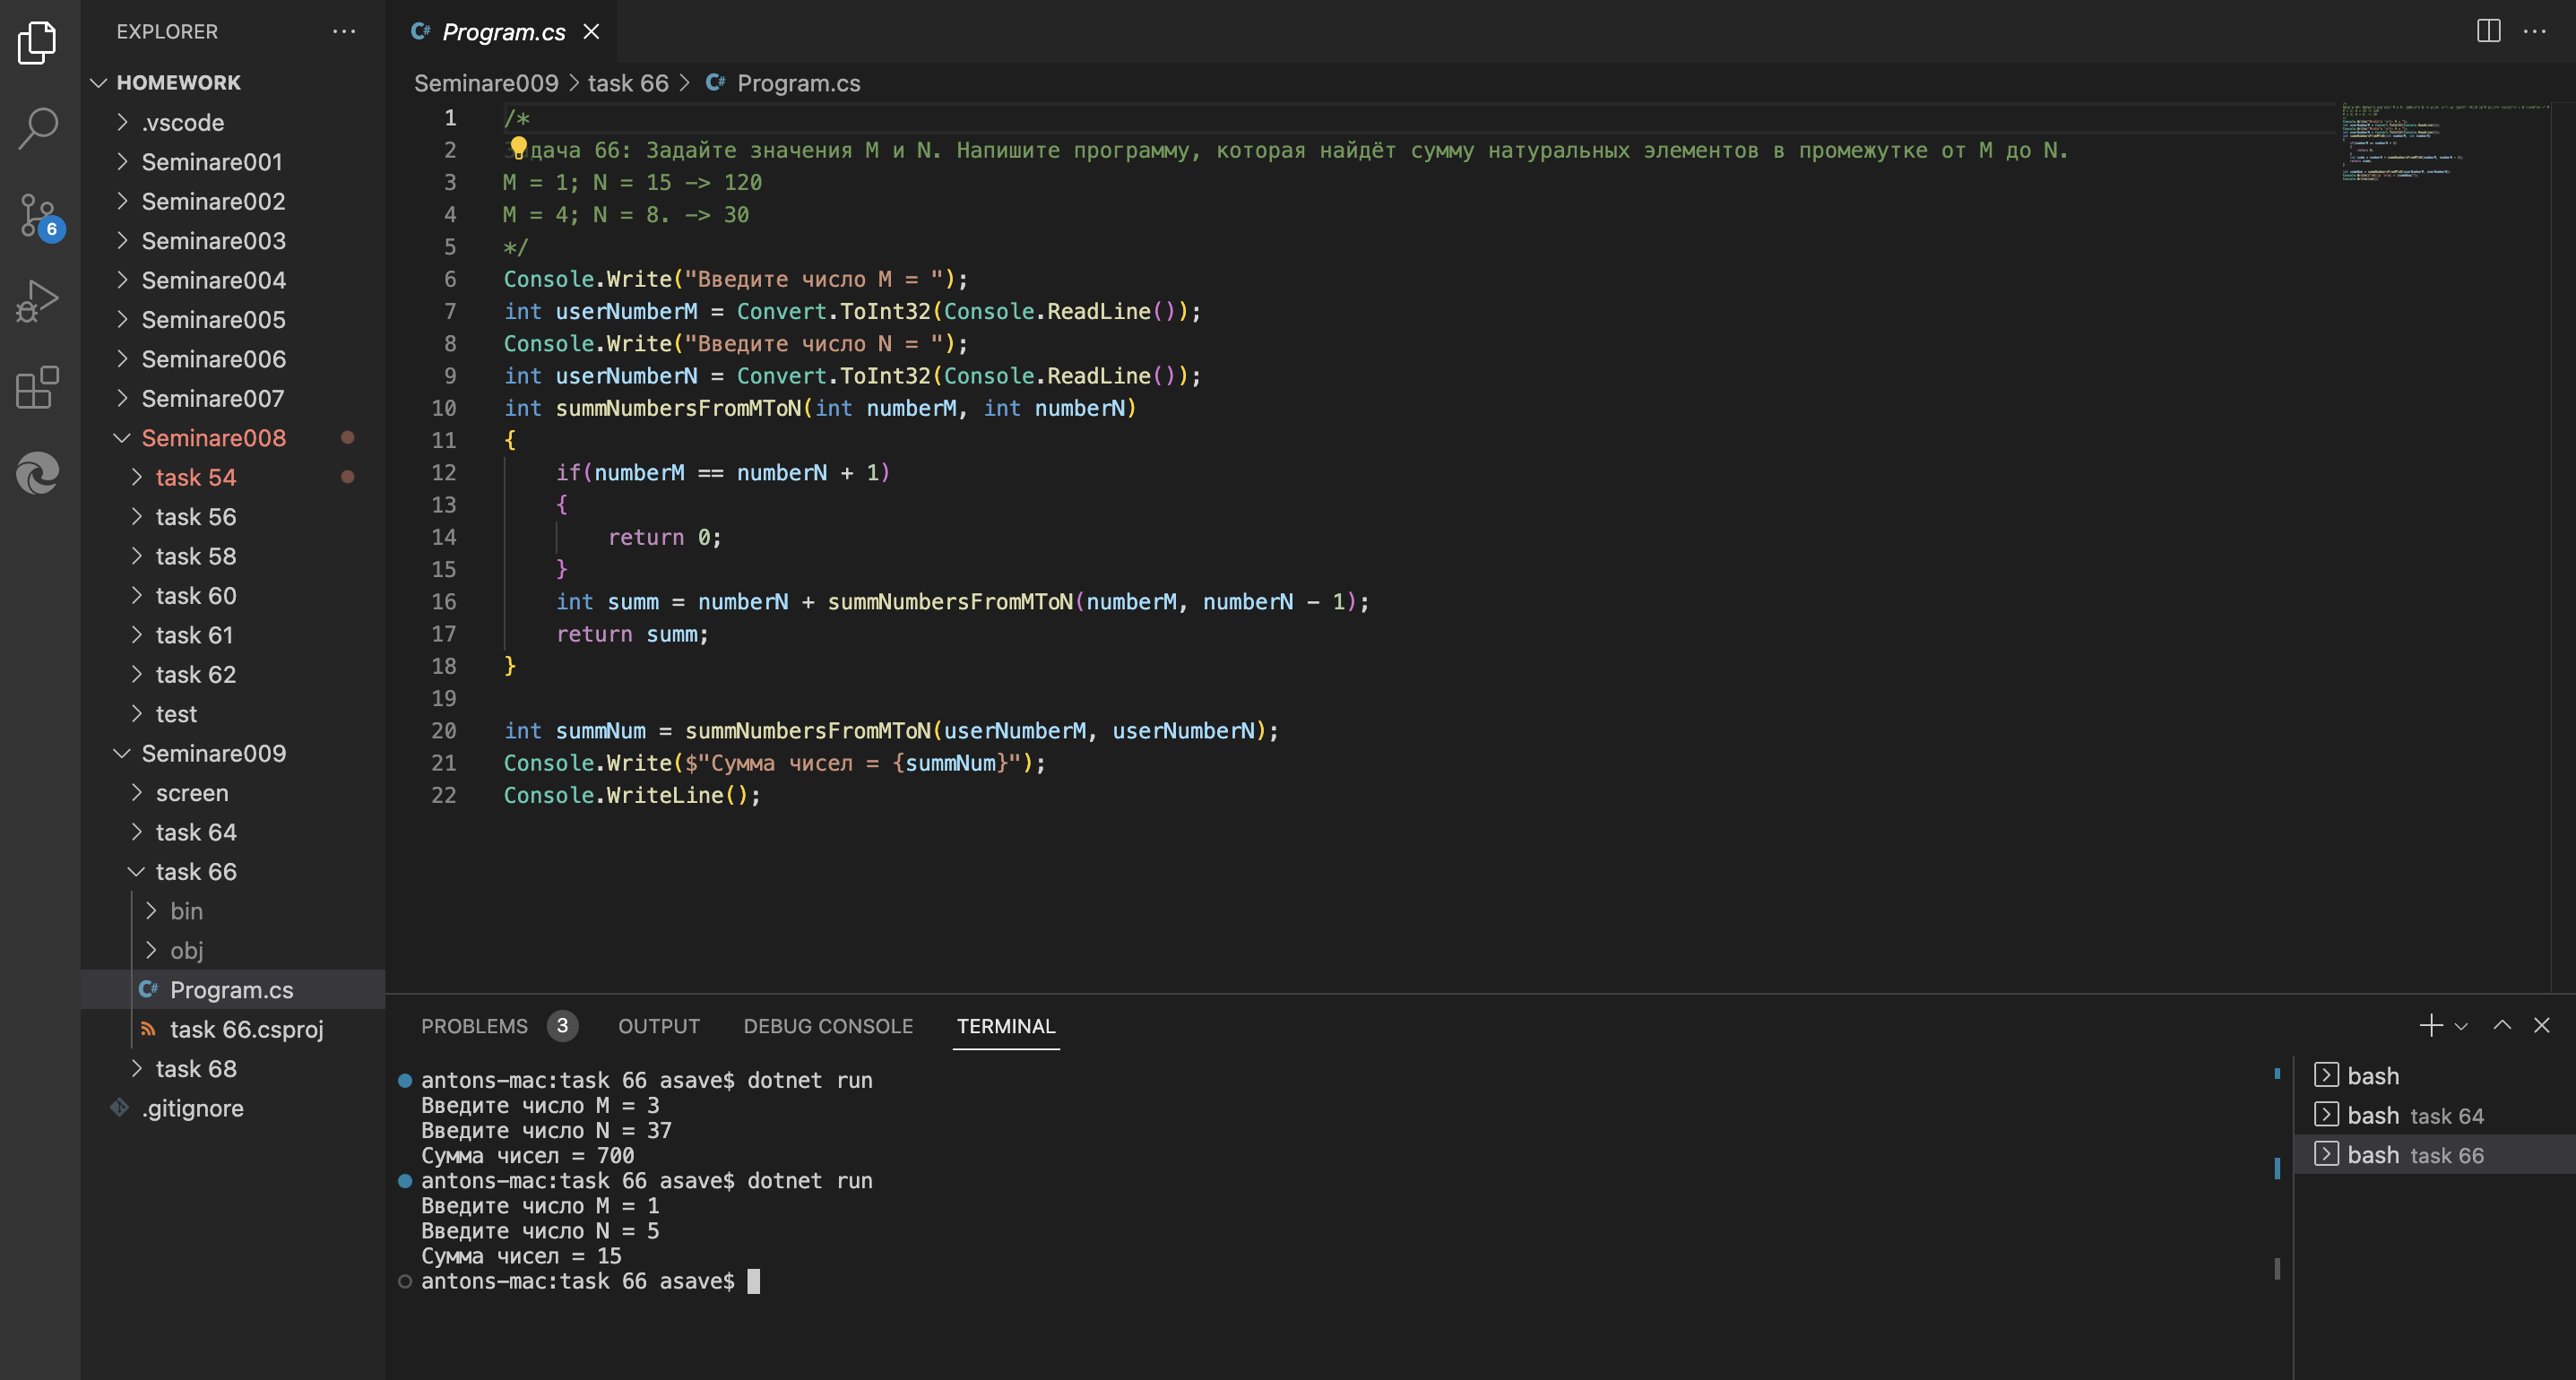 EXPLORER
HOMEWORK
.vscode
Seminare001
Seminare002
Seminare003
Seminare004
Seminare005
Seminare006
Seminare007
Seminare008
task 54
task 56
task 58
task 60
task 61
task 62
test
Seminare009
screen
task 64
task 66
bin
obj
Program.cs
task 66.csproj
task 68
.gitignore
6
Program.cs
Seminare009 > task 66 > Program.cs
1 /*
2 дача 66: Задайте значения M и N. Напишите программу, которая найдёт сумму натуральных элементов в промежутке от M до N.
3 M = 1; N = 15 -> 120
4 M = 4; N = 8. -> 30
5 */
6 Console.Write("Введите число M = ");
7 int userNumberM = Convert.ToInt32(Console.ReadLine());
8 Console.Write("Введите число N = ");
9 int userNumberN = Convert.ToInt32(Console.ReadLine());
10 int summNumbersFromMToN(int numberM, int numberN)
11 {
12 if(numberM == numberN + 1)
13 {
14 return 0;
15 }
16 int summ = numberN + summNumbersFromMToN(numberM, numberN - 1);
17 return summ;
18 }
19
20 int summNum = summNumbersFromMToN(userNumberM, userNumberN);
21 Console.Write($"Сумма чисел = {summNum}");
22 Console.WriteLine();
PROBLEMS 3 OUTPUT DEBUG CONSOLE TERMINAL
antons-mac:task 66 asave$ dotnet run
Введите число M = 3
Введите число N = 37
Сумма чисел = 700
antons-mac:task 66 asave$ dotnet run
Введите число M = 1
Введите число N = 5
Сумма чисел = 15
antons-mac:task 66 asave$
bash
bash task 64
bash task 66